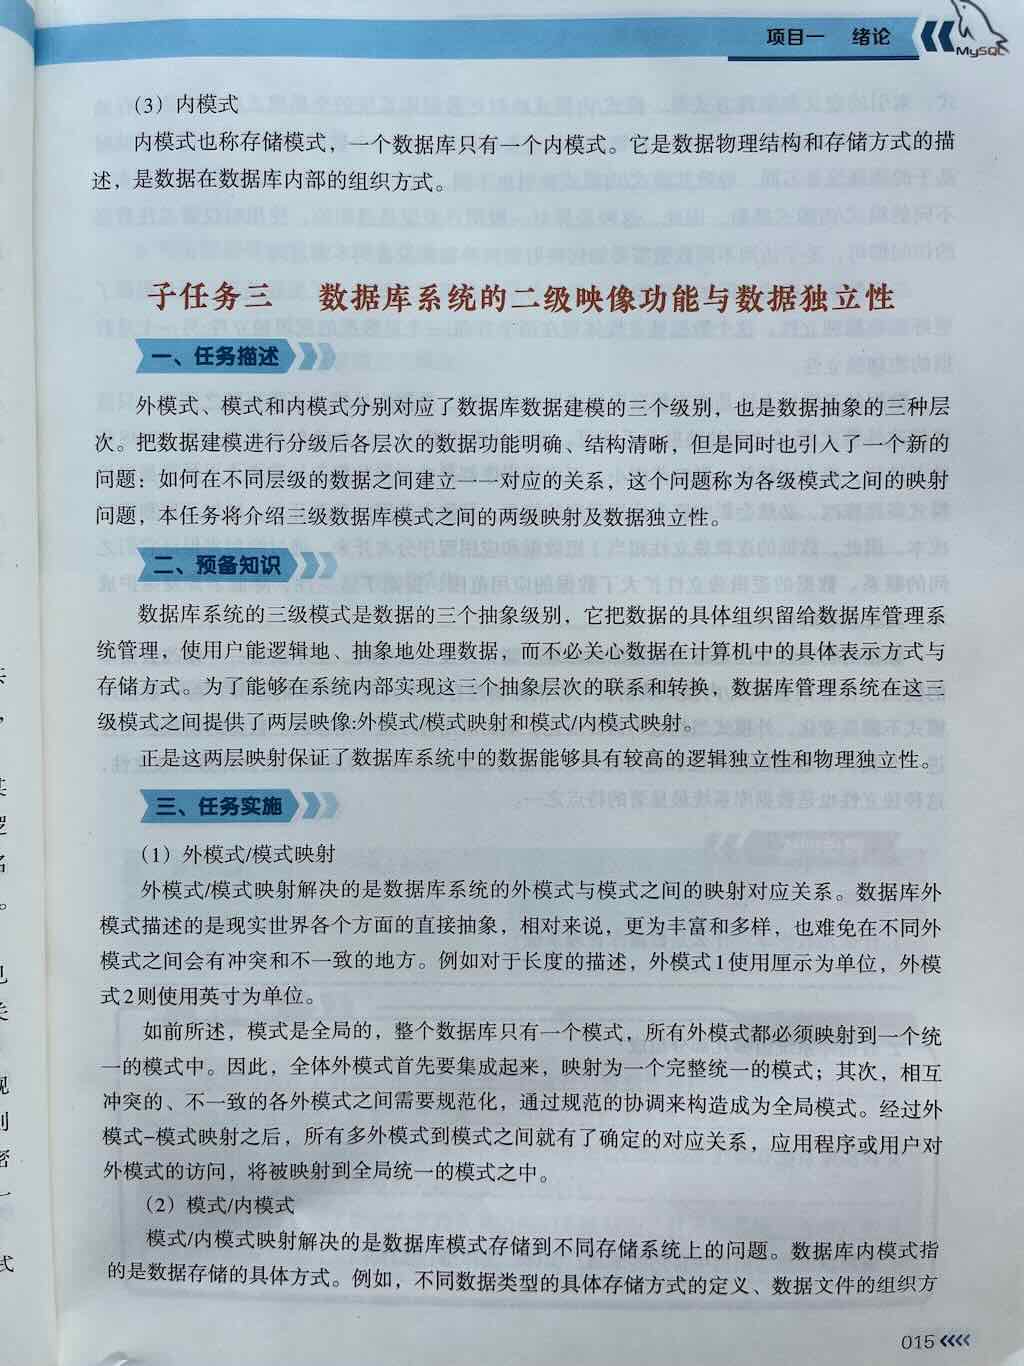 项目一 绪论
MySQL
（3）内模式
内模式也称存储模式，一个数据库只有一个内模式。它是数据物理结构和存储方式的描
述，是数据在数据库内部的组织方式。
子任务三 数据库系统的二级映像功能与数据独立性
一、任务描述
外模式、模式和内模式分别对应了数据库数据建模的三个级别，也是数据抽象的三种层
次。把数据建模进行分级后各层次的数据功能明确、结构清晰，但是同时也引入了一个新的
问题：如何在不同层级的数据之间建立一一对应的关系，这个问题称为各级模式之间的映射
问题，本任务将介绍三级数据库模式之间的两级映射及数据独立性。
二、预备知识
数据库系统的三级模式是数据的三个抽象级别，它把数据的具体组织留给数据库管理系
统管理，使用户能逻辑地、抽象地处理数据，而不必关心数据在计算机中的具体表示方式与
存储方式。为了能够在系统内部实现这三个抽象层次的联系和转换，数据库管理系统在这三
级模式之间提供了两层映像:外模式/模式映射和模式/内模式映射。
正是这两层映射保证了数据库系统中的数据能够具有较高的逻辑独立性和物理独立性。
三、任务实施
（1）外模式/模式映射
外模式/模式映射解决的是数据库系统的外模式与模式之间的映射对应关系。数据库外
模式描述的是现实世界各个方面的直接抽象，相对来说，更为丰富和多样，也难免在不同外
模式之间会有冲突和不一致的地方。例如对于长度的描述，外模式1使用厘示为单位，外模
式2则使用英寸为单位。
如前所述，模式是全局的，整个数据库只有一个模式，所有外模式都必须映射到一个统
一的模式中。因此，全体外模式首先要集成起来，映射为一个完整统一的模式；其次，相互
冲突的、不一致的各外模式之间需要规范化，通过规范的协调来构造成为全局模式。经过外
模式–模式映射之后，所有多外模式到模式之间就有了确定的对应关系，应用程序或用户对
外模式的访问，将被映射到全局统一的模式之中。
（2）模式/内模式
模式/内模式映射解决的是数据库模式存储到不同存储系统上的问题。数据库内模式指
的是数据存储的具体方式。例如，不同数据类型的具体存储方式的定义、数据文件的组织方
015